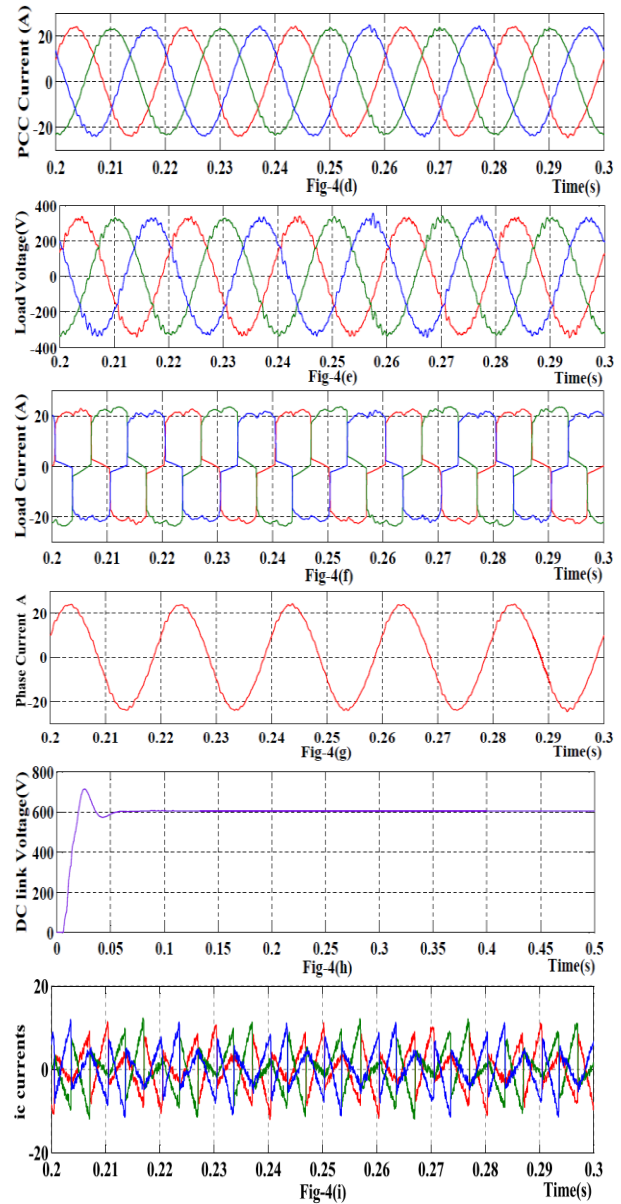 PCC Current (A)
20
0
-20
0.2 0.21 0.22 0.23 0.24 0.25 0.26 0.27 0.28 0.29 0.3
Fig-4(d) Time(s)
Load Voltage(V)
400
200
0
-200
-400
0.2 0.21 0.22 0.23 0.24 0.25 0.26 0.27 0.28 0.29 0.3
Fig-4(e) Time(s)
Load Current (A)
20
0
-20
0.2 0.21 0.22 0.23 0.24 0.25 0.26 0.27 0.28 0.29 0.3
Fig-4(f) Time(s)
Phase Current A
20
0
-20
0.2 0.21 0.22 0.23 0.24 0.25 0.26 0.27 0.28 0.29 0.3
Fig-4(g) Time(s)
DC link Voltage(V)
800
600
400
200
0
0 0.05 0.1 0.15 0.2 0.25 0.3 0.35 0.4 0.45 0.5
Fig-4(h) Time(s)
ic currents
20
0
-20
0.2 0.21 0.22 0.23 0.24 0.25 0.26 0.27 0.28 0.29 0.3
Fig-4(i) Time(s)